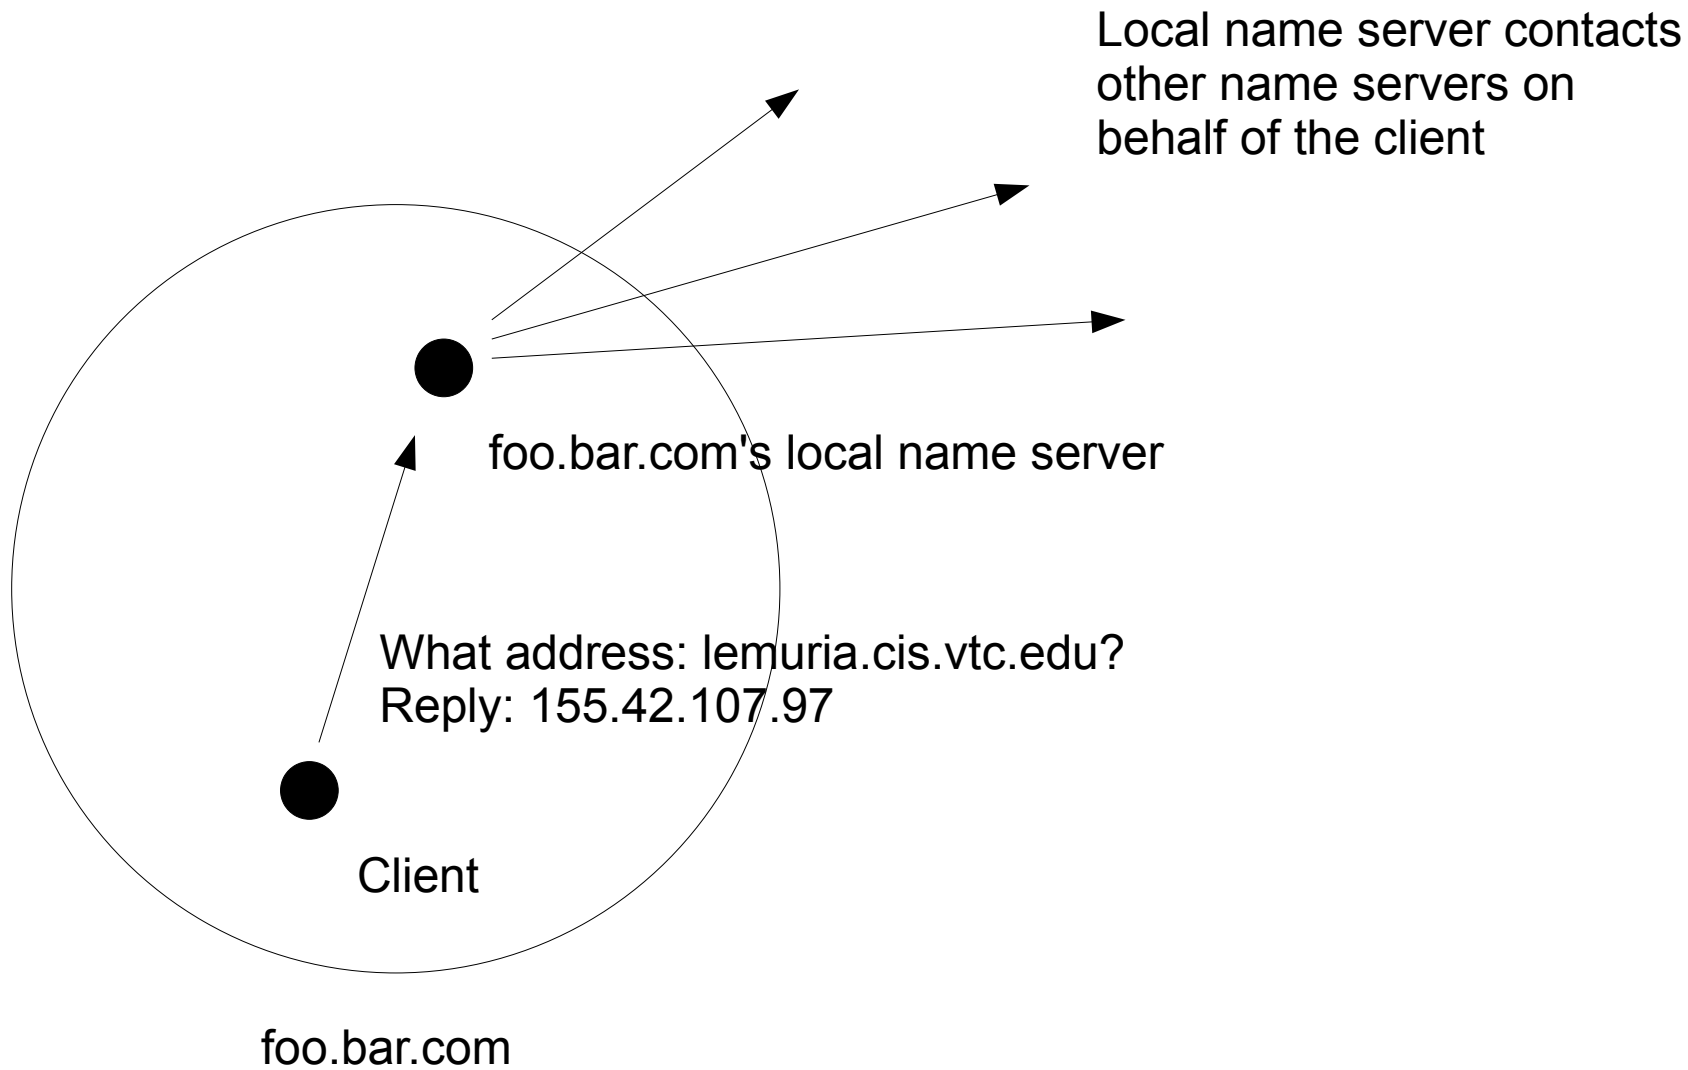 Local name server contacts
other name servers on
behalf of the client
foo.bar.com's local name server
What address: lemuria.cis.vtc.edu?
Reply: 155.42.107.97
Client
foo.bar.com